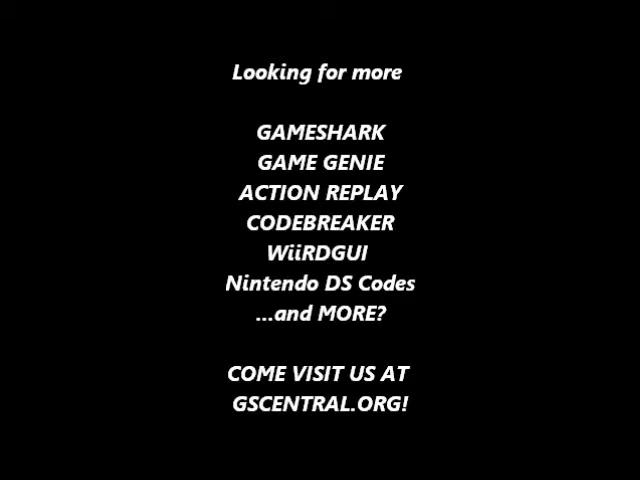 Looking for more
GAMESHARK
GAME GENIE
ACTION REPLAY
CODEBREAKER
WiiRDGUI
Nintendo DS Codes
...and MORE?
COME VISIT US AT
GSCENTRAL.ORG!